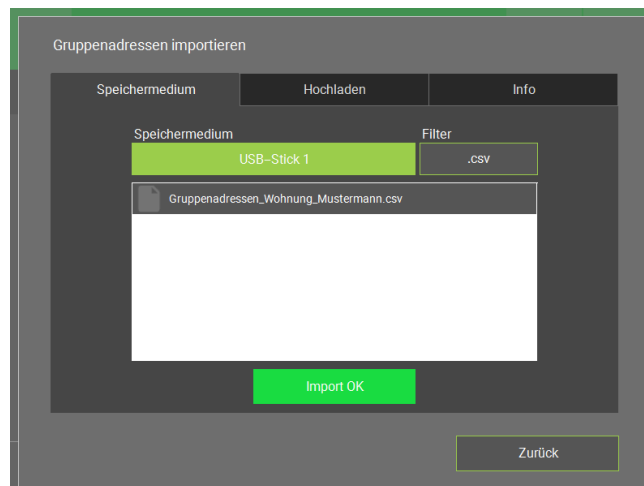 Gruppenadressen importieren
Speichermedium Hochladen Info
Speichermedium Filter
USB-Stick 1 .csv
Gruppenadressen_Wohnung_Mustermann.csv
Import OK
Zurück